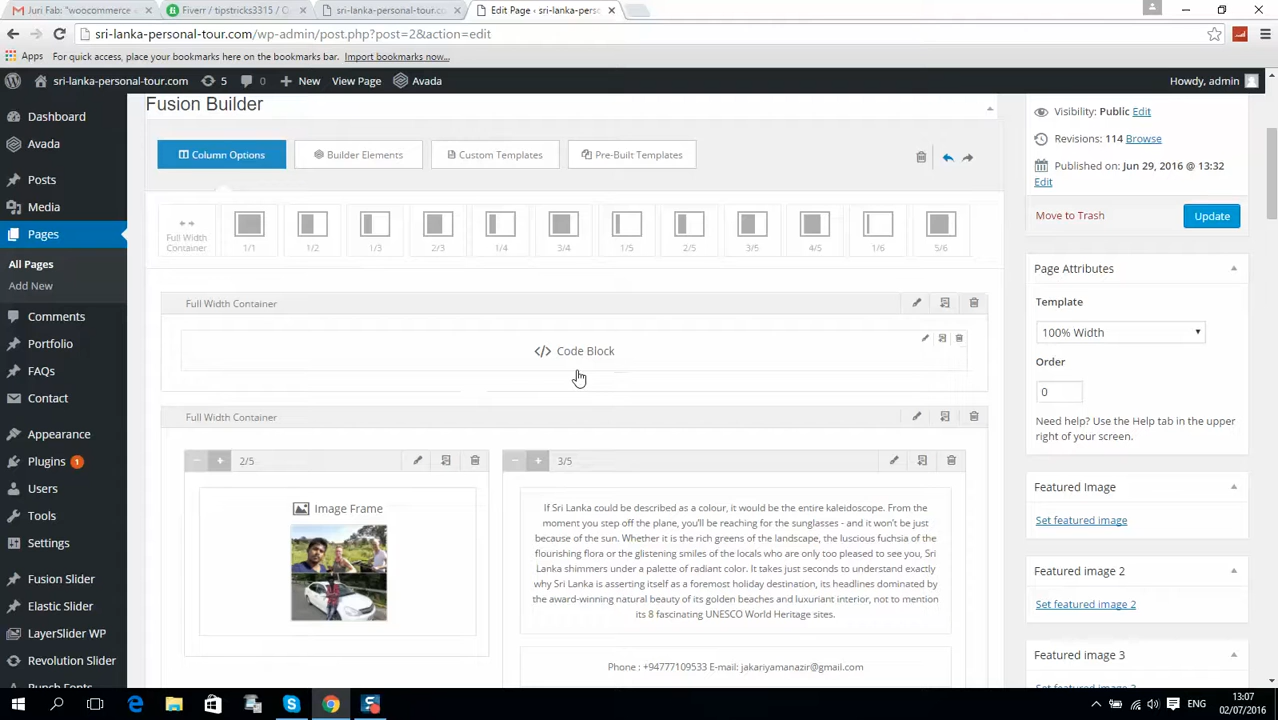 Juri Fab: "woocommerce
Fiverr / tipstricks3315 / C
sri-lanka-personal-tour.co
Edit Page ‹ sri-lanka-perso
sri-lanka-personal-tour.com/wp-admin/post.php?post=2&action=edit
Apps For quick access, place your bookmarks here on the bookmarks bar. Import bookmarks now...
sri-lanka-personal-tour.com 5 0 New View Page Avada Howdy, admin
Dashboard
Avada
Posts
Media
Pages
All Pages
Add New
Comments
Portfolio
FAQs
Contact
Appearance
Plugins 1
Users
Tools
Settings
Fusion Slider
Elastic Slider
LayerSlider WP
Revolution Slider
Punch Fonts
Fusion Builder
Column Options Builder Elements Custom Templates Pre-Built Templates
Full Width
Container
1/1 1/2 1/3 2/3 1/4 3/4 1/5 2/5 3/5 4/5 1/6 5/6
Full Width Container
</> Code Block
Full Width Container
2/5
Image Frame
3/5
If Sri Lanka could be described as a colour, it would be the entire kaleidoscope. From the
moment you step off the plane, you'll be reaching for the sunglasses - and it won't be just
because of the sun. Whether it is the rich greens of the landscape, the luscious fuchsia of the
flourishing flora or the glistening smiles of the locals who are only too pleased to see you, Sri
Lanka shimmers under a palette of radiant color. It takes just seconds to understand exactly
why Sri Lanka is asserting itself as a foremost holiday destination, its headlines dominated by
the award-winning natural beauty of its golden beaches and luxuriant interior, not to mention
its 8 fascinating UNESCO World Heritage sites.
Phone : +94777109533 E-mail: jakariyamanazir@gmail.com
Visibility: Public Edit
Revisions: 114 Browse
Published on: Jun 29, 2016 @ 13:32
Edit
Move to Trash Update
Page Attributes
Template
100% Width
Order
0
Need help? Use the Help tab in the upper
right of your screen.
Featured Image
Set featured image
Featured image 2
Set featured image 2
Featured image 3
ENG
13:07
02/07/2016